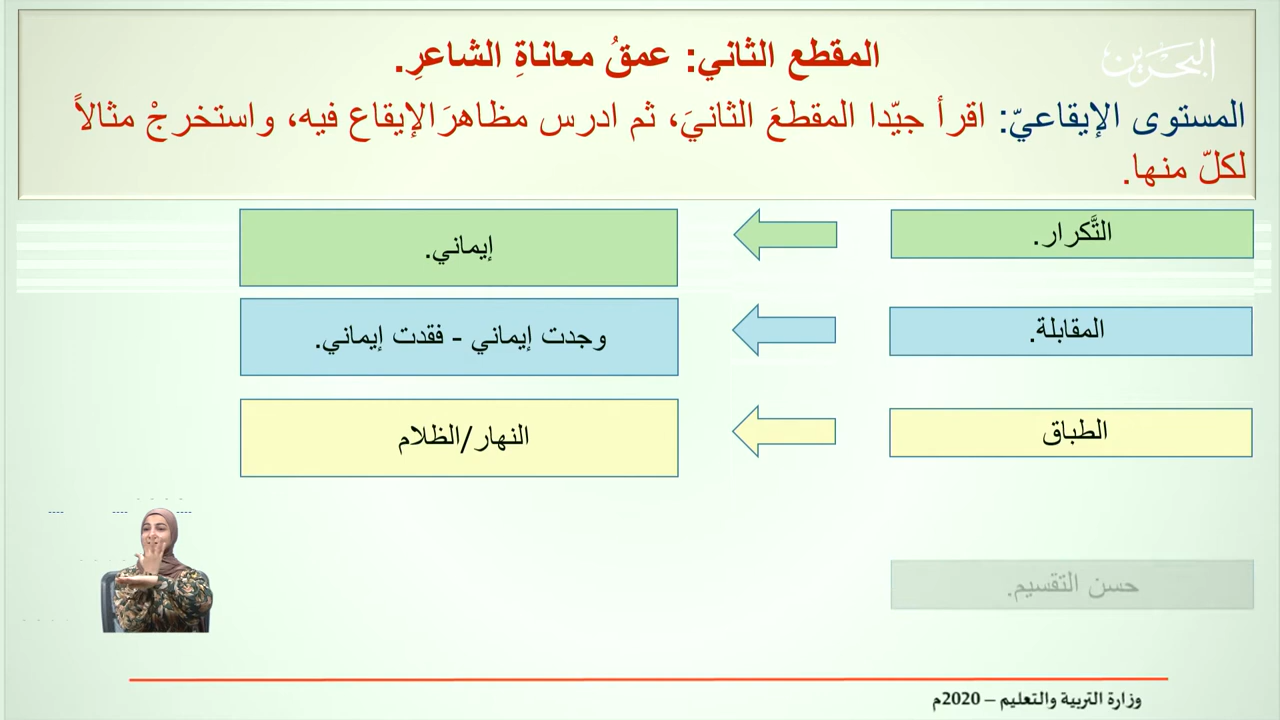 البحرين
المقطع الثاني: عمقُ معاناةِ الشاعرِ.
المستوى الإيقاعيّ: اقرأ جيّدا المقطعَ الثانيَ، ثم ادرس مظاهرَ الإيقاع فيه، واستخرجْ مثالاً
لكلّ منها.
التَّكرار.
إيماني.
المقابلة.
وجدت إيماني - فقدت إيماني.
الطباق
النهار/الظلام
حسن التقسيم.
وزارة التربية والتعليم – 2020م